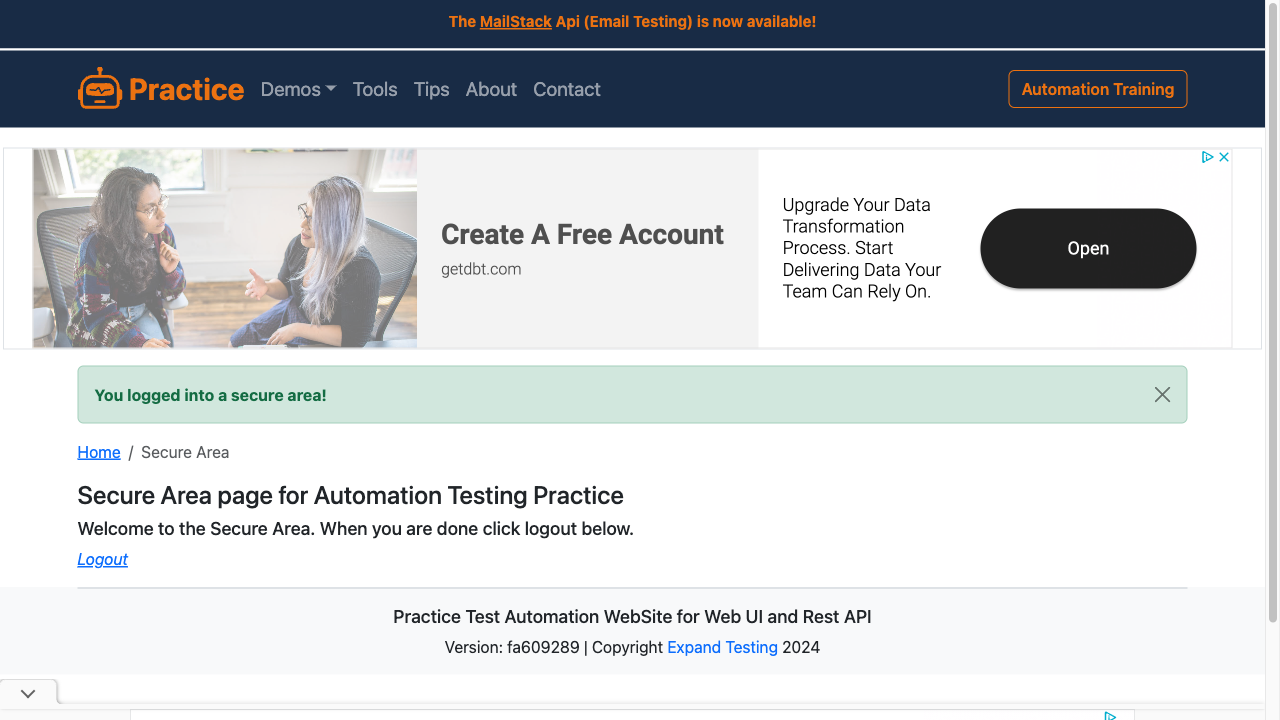 The MailStack Api (Email Testing) is now available!
Practice
Demos
Tools
Tips
About
Contact
Automation Training
Create A Free Account
getdbt.com
Upgrade Your Data
Transformation
Process. Start
Delivering Data Your
Team Can Rely On.
Open
You logged into a secure area!
Home / Secure Area
Secure Area page for Automation Testing Practice
Welcome to the Secure Area. When you are done click logout below.
Logout
Practice Test Automation WebSite for Web UI and Rest API
Version: fa609289 | Copyright Expand Testing 2024